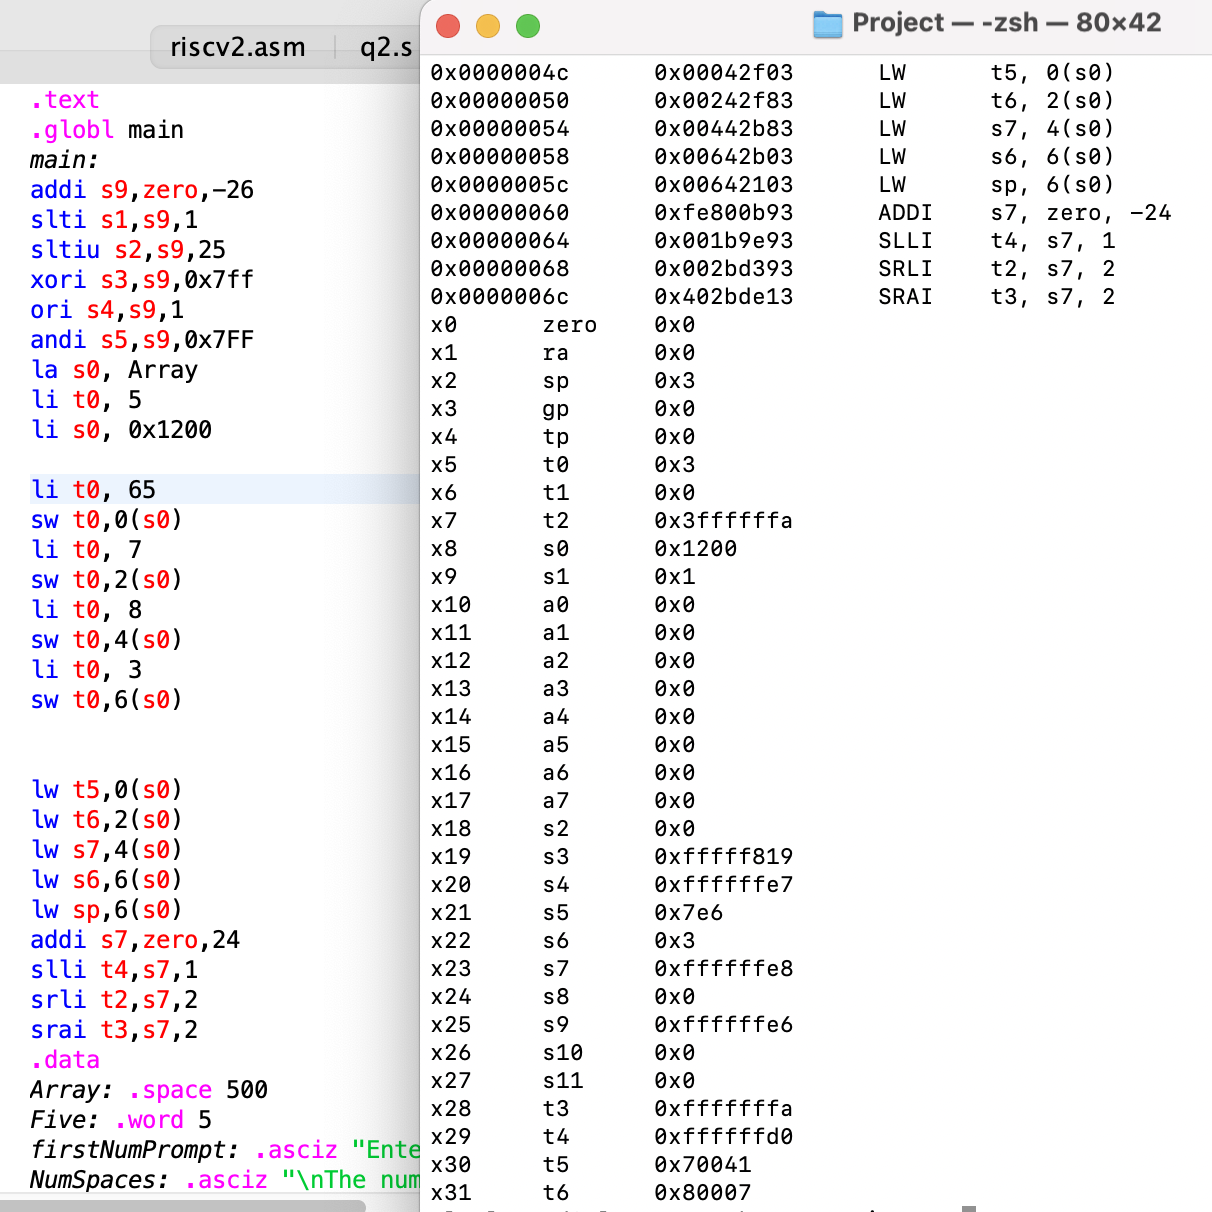 riscv2.asm q2.s
.text
.globl main
main:
addi s9,zero,-26
slti s1,s9,1
sltiu s2,s9,25
xori s3,s9,0x7ff
ori s4,s9,1
andi s5,s9,0x7FF
la s0, Array
li t0, 5
li s0, 0x1200
li t0, 65
sw t0,0(s0)
li t0, 7
sw t0,2(s0)
li t0, 8
sw t0,4(s0)
li t0, 3
sw t0,6(s0)
lw t5,0(s0)
lw t6,2(s0)
lw s7,4(s0)
lw s6,6(s0)
lw sp,6(s0)
addi s7,zero,24
slli t4,s7,1
srli t2,s7,2
srai t3,s7,2
.data
Array: .space 500
Five: .word 5
firstNumPrompt: .asciz "Ente
NumSpaces: .asciz "\nThe num
Project — -zsh — 80×42
0x0000004c 0x00042f03 LW t5, 0(s0)
0x00000050 0x00242f83 LW t6, 2(s0)
0x00000054 0x00442b83 LW s7, 4(s0)
0x00000058 0x00642b03 LW s6, 6(s0)
0x0000005c 0x00642103 LW sp, 6(s0)
0x00000060 0xfe800b93 ADDI s7, zero, -24
0x00000064 0x001b9e93 SLLI t4, s7, 1
0x00000068 0x002bd393 SRLI t2, s7, 2
0x0000006c 0x402bde13 SRAI t3, s7, 2
x0 zero 0x0
x1 ra 0x0
x2 sp 0x3
x3 gp 0x0
x4 tp 0x0
x5 t0 0x3
x6 t1 0x0
x7 t2 0x3ffffffa
x8 s0 0x1200
x9 s1 0x1
x10 a0 0x0
x11 a1 0x0
x12 a2 0x0
x13 a3 0x0
x14 a4 0x0
x15 a5 0x0
x16 a6 0x0
x17 a7 0x0
x18 s2 0x0
x19 s3 0xfffff819
x20 s4 0xffffffe7
x21 s5 0x7e6
x22 s6 0x3
x23 s7 0xffffffe8
x24 s8 0x0
x25 s9 0xffffffe6
x26 s10 0x0
x27 s11 0x0
x28 t3 0xfffffffa
x29 t4 0xffffffd0
x30 t5 0x70041
x31 t6 0x80007